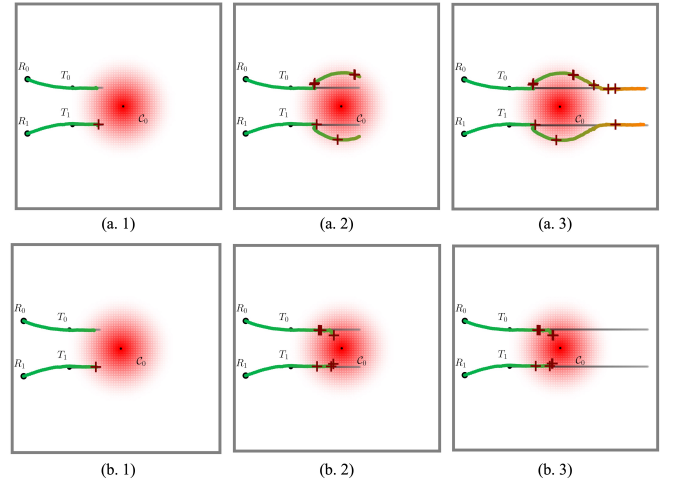 R₀ T₀
R₁ T₁ 𝒞₀
(a. 1)
R₀ T₀
R₁ T₁ 𝒞₀
(a. 2)
R₀ T₀
R₁ T₁ 𝒞₀
(a. 3)
R₀ T₀
R₁ T₁ 𝒞₀
(b. 1)
R₀ T₀
R₁ T₁ 𝒞₀
(b. 2)
R₀ T₀
R₁ T₁ 𝒞₀
(b. 3)